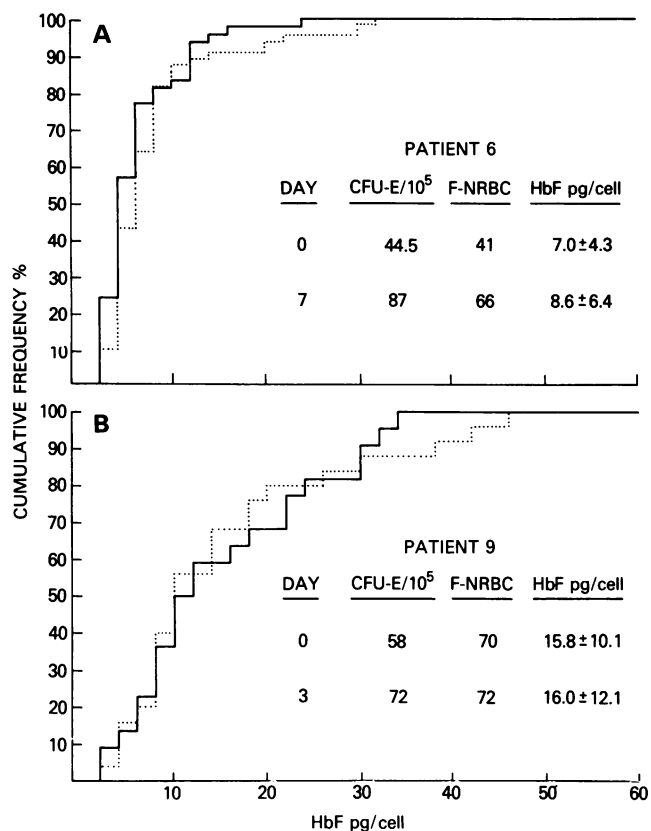 A
100
90
80
70
60
50
40
30
20
10
PATIENT 6
DAY CFU-E/10⁵ F-NRBC HbF pg/cell
0 44.5 41 7.0±4.3
7 87 66 8.6±6.4
CUMULATIVE FREQUENCY %
B
100
90
80
70
60
50
40
30
20
10
PATIENT 9
DAY CFU-E/10⁵ F-NRBC HbF pg/cell
0 58 70 15.8±10.1
3 72 72 16.0±12.1
10 20 30 40 50 60
HbF pg/cell